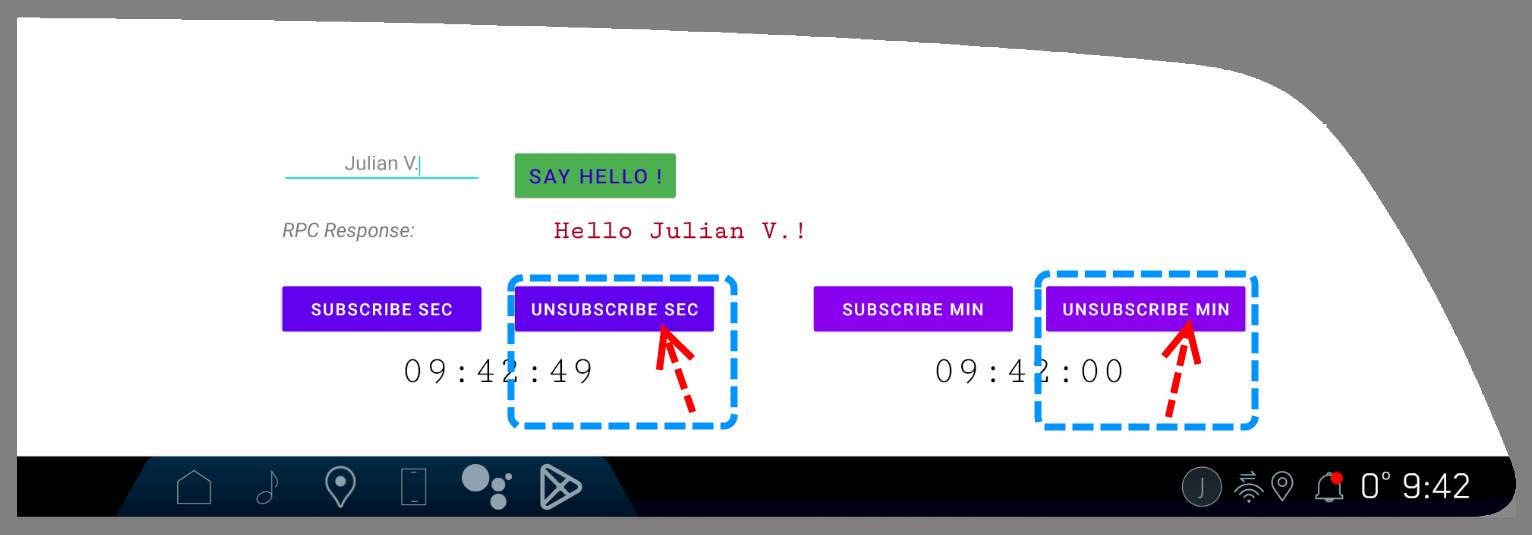 Julian V.
SAY HELLO !
RPC Response:
Hello Julian V.!
SUBSCRIBE SEC
UNSUBSCRIBE SEC
SUBSCRIBE MIN
UNSUBSCRIBE MIN
09:42:49
09:42:00
J
0° 9:42